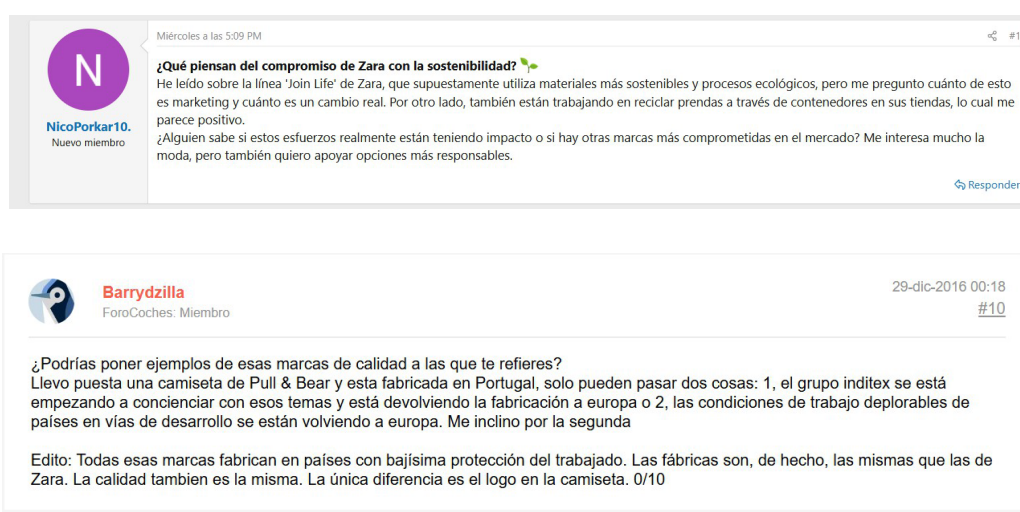 N
Miércoles a las 5:09 PM
#1
¿Qué piensan del compromiso de Zara con la sostenibilidad? 🌱
He leído sobre la línea 'Join Life' de Zara, que supuestamente utiliza materiales más sostenibles y procesos ecológicos, pero me pregunto cuánto de esto
es marketing y cuánto es un cambio real. Por otro lado, también están trabajando en reciclar prendas a través de contenedores en sus tiendas, lo cual me
parece positivo.
¿Alguien sabe si estos esfuerzos realmente están teniendo impacto o si hay otras marcas más comprometidas en el mercado? Me interesa mucho la
moda, pero también quiero apoyar opciones más responsables.
NicoPorkar10.
Nuevo miembro
Responder
Barrydzilla
ForoCoches: Miembro
29-dic-2016 00:18
#10
¿Podrías poner ejemplos de esas marcas de calidad a las que te refieres?
Llevo puesta una camiseta de Pull & Bear y esta fabricada en Portugal, solo pueden pasar dos cosas: 1, el grupo inditex se está
empezando a concienciar con esos temas y está devolviendo la fabricación a europa o 2, las condiciones de trabajo deplorables de
países en vías de desarrollo se están volviendo a europa. Me inclino por la segunda
Edito: Todas esas marcas fabrican en países con bajísima protección del trabajado. Las fábricas son, de hecho, las mismas que las de
Zara. La calidad tambien es la misma. La única diferencia es el logo en la camiseta. 0/10